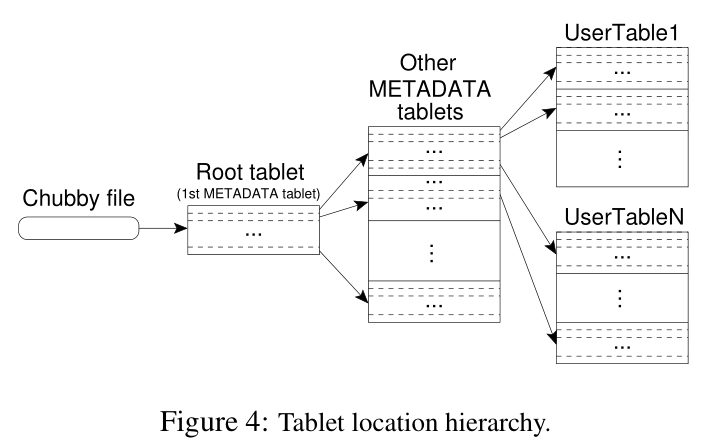 UserTable1
...
...
⋮
Other
METADATA
tablets
...
...
...
⋮
...
Root tablet
(1st METADATA tablet)
...
Chubby file
UserTableN
...
⋮
...
Figure 4: Tablet location hierarchy.